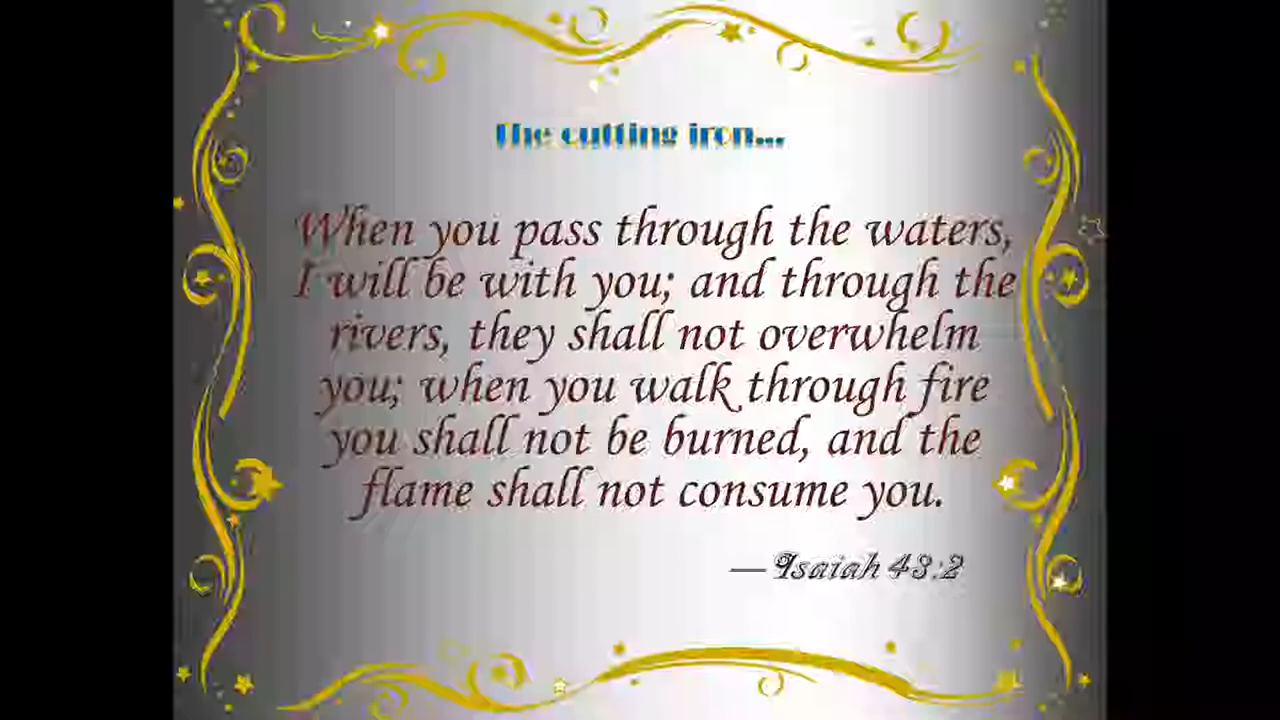 The cutting iron...
When you pass through the waters,
I will be with you; and through the
rivers, they shall not overwhelm
you; when you walk through fire
you shall not be burned, and the
flame shall not consume you.
— Isaiah 43:2